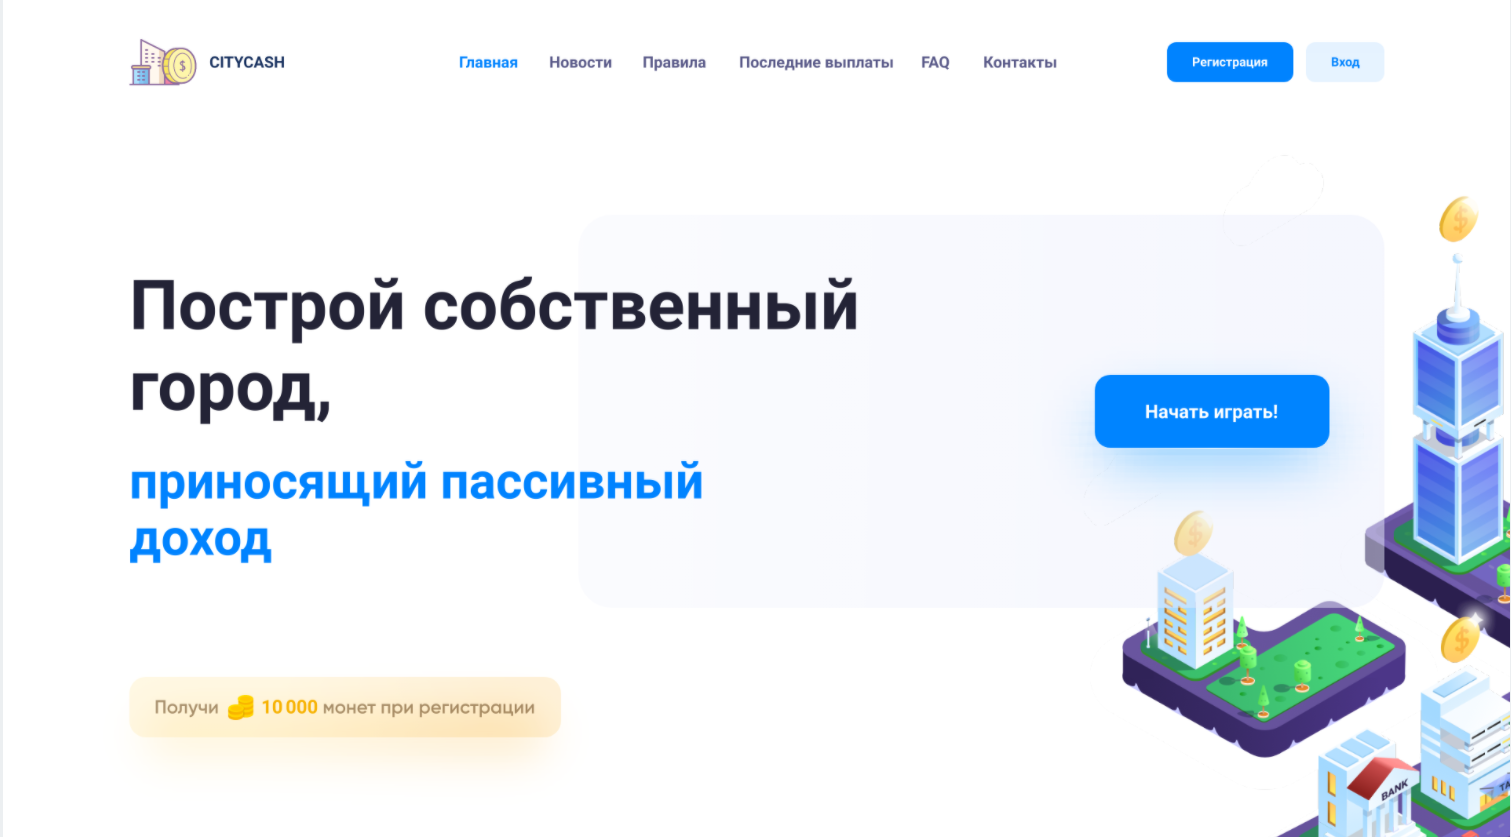 CITYCASH
Главная Новости Правила Последние выплаты FAQ Контакты
Регистрация Вход
Построй собственный
город,
приносящий пассивный
доход
Начать играть!
Получи 10 000 монет при регистрации
BANK